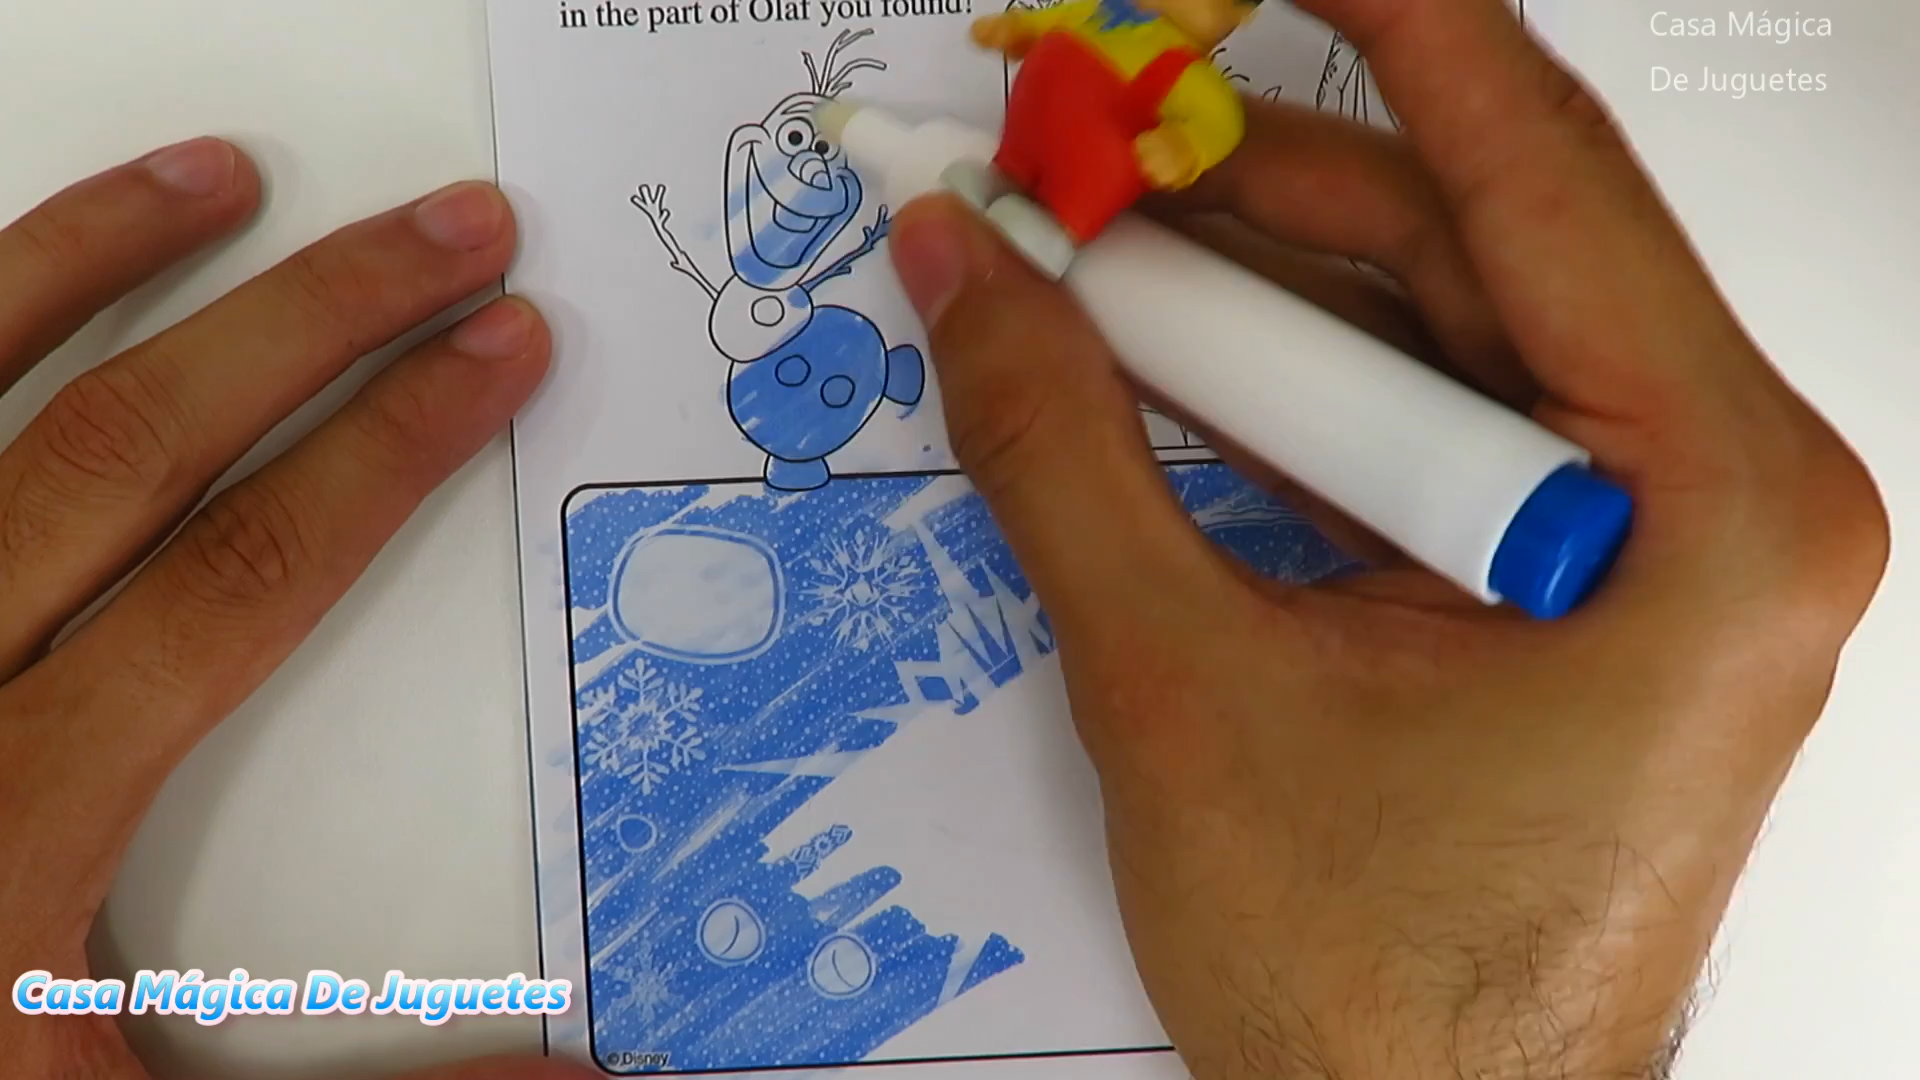 in the part of Olaf you found!
Casa Mágica
De Juguetes
Casa Mágica De Juguetes
© Disney